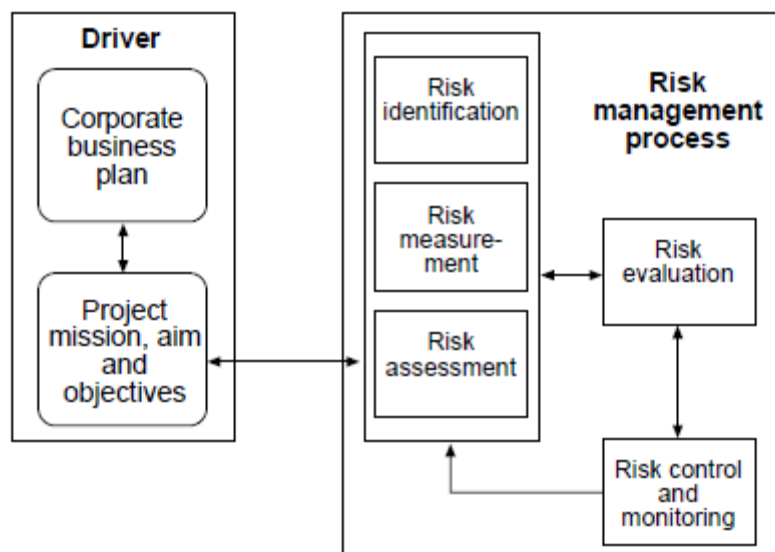 Driver
Corporate
business
plan
Project
mission, aim
and
objectives
Risk
management
process
Risk
identification
Risk
measure-
ment
Risk
assessment
Risk
evaluation
Risk control
and
monitoring